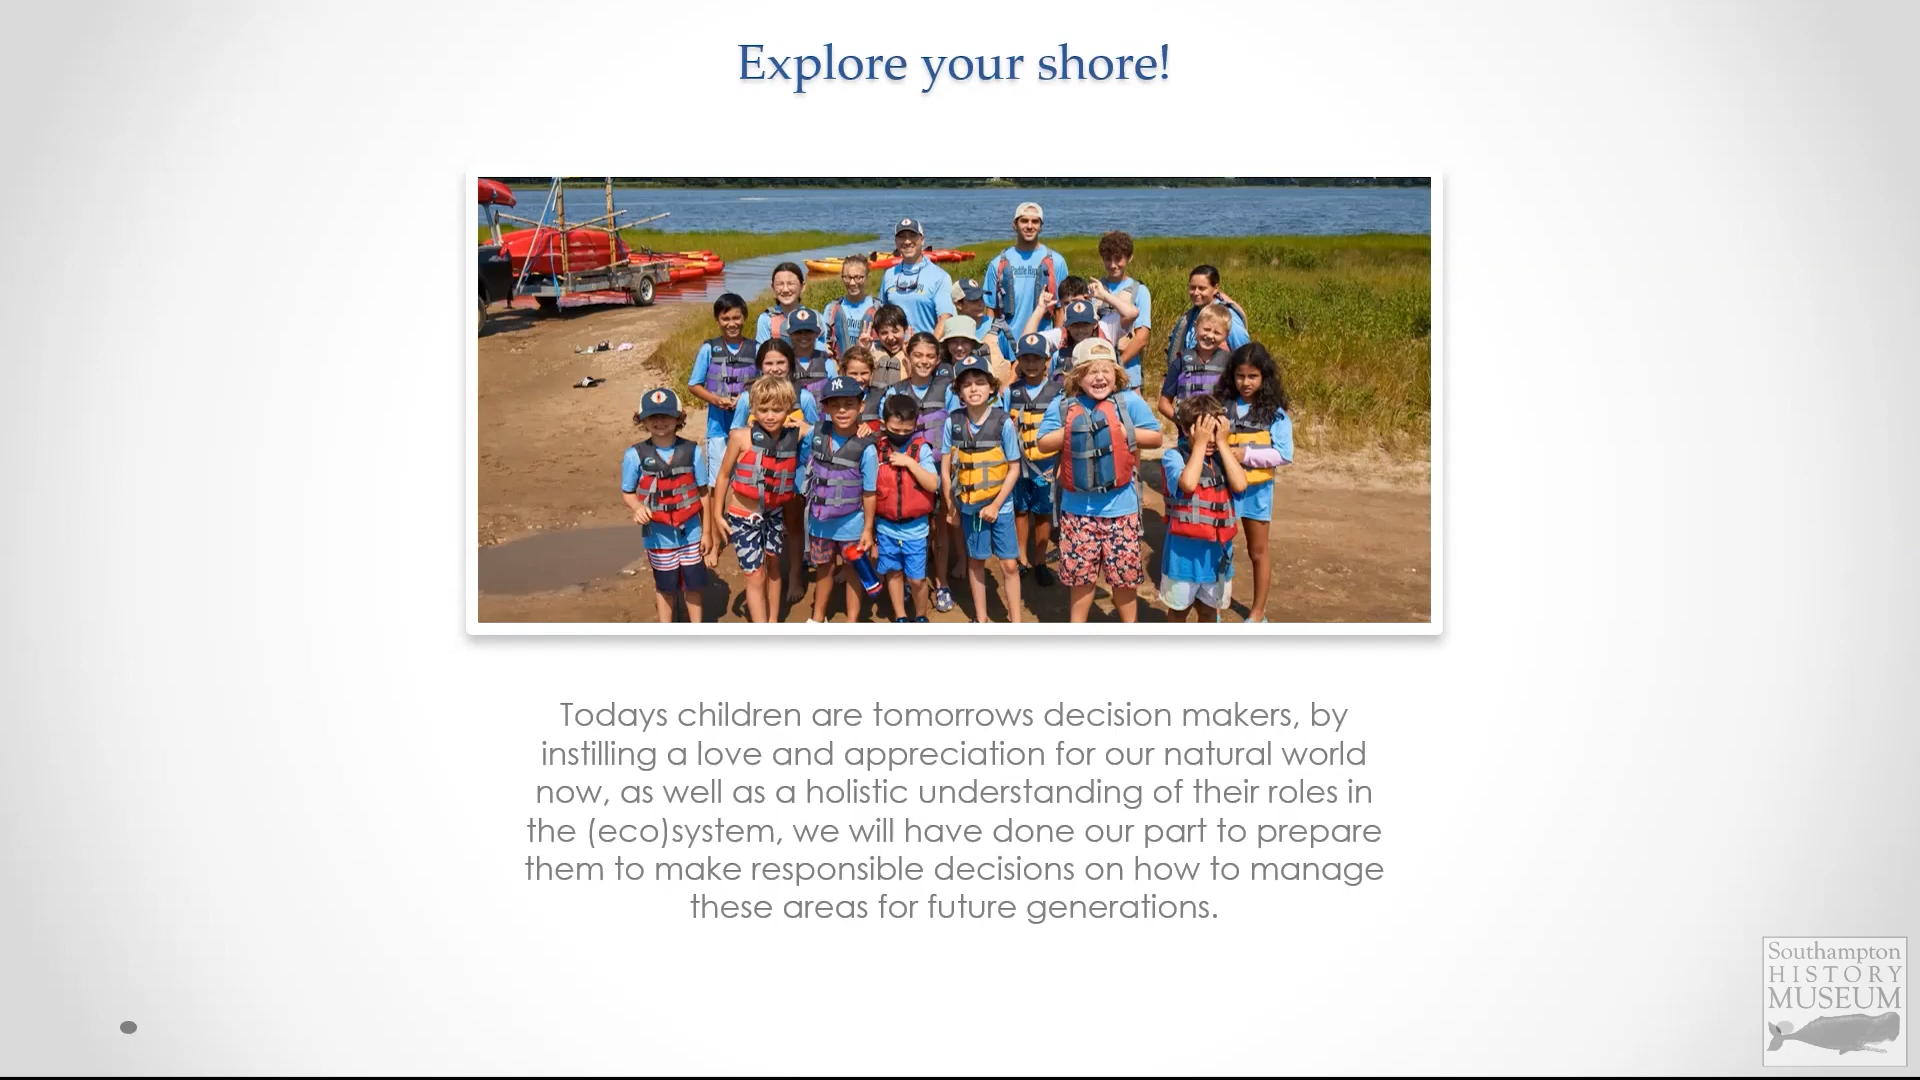 Explore your shore!
Todays children are tomorrows decision makers, by
instilling a love and appreciation for our natural world
now, as well as a holistic understanding of their roles in
the (eco)system, we will have done our part to prepare
them to make responsible decisions on how to manage
these areas for future generations.
Southampton
HISTORY
MUSEUM